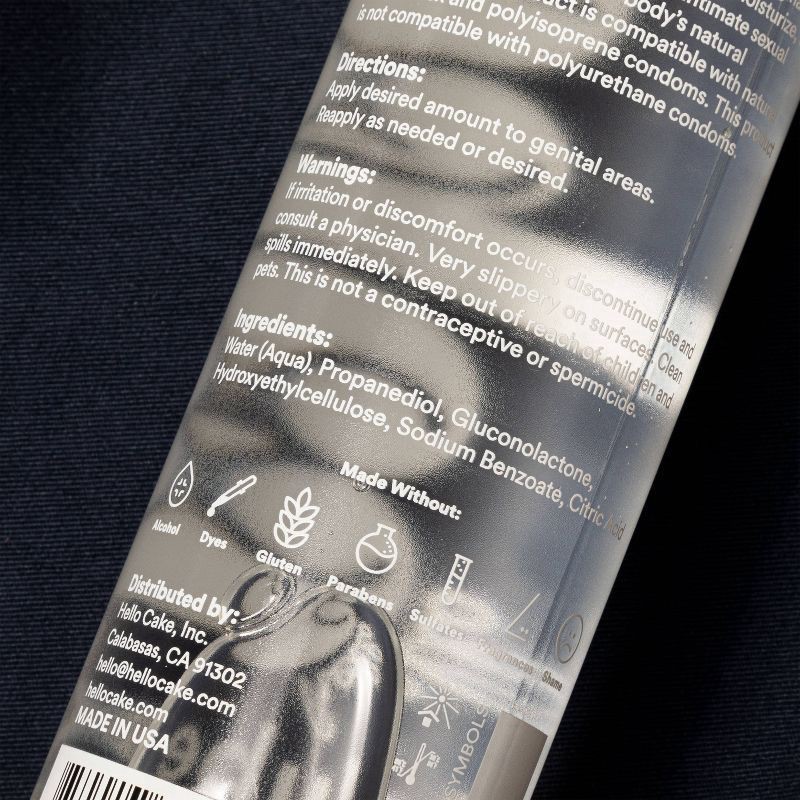 moisturize,
body's natural intimate sexual
product is compatible with natural
and polyisoprene condoms. This product
is not compatible with polyurethane condoms.
Directions:
Apply desired amount to genital areas.
Reapply as needed or desired.
Warnings:
If irritation or discomfort occurs, discontinue use and
consult a physician. Very slippery on surfaces. Clean
spills immediately. Keep out of reach of children and
pets. This is not a contraceptive or spermicide.
Ingredients:
Water (Aqua), Propanediol, Gluconolactone,
Hydroxyethylcellulose, Sodium Benzoate, Citric Acid
Made Without:
Alcohol Dyes Gluten Parabens Sulfates Fragrances Shame
Distributed by:
Hello Cake, Inc.
Calabasas, CA 91302
hello@hellocake.com
hellocake.com
MADE IN USA
SYMBOLS